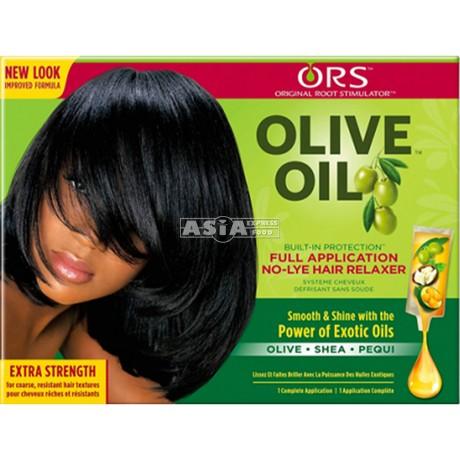 NEW LOOK
IMPROVED FORMULA
ORS™
ORIGINAL ROOT STIMULATOR™
OLIVE
OIL™
ASIA EXPRESS FOOD
BUILT-IN PROTECTION™
FULL APPLICATION
NO-LYE HAIR RELAXER
SYSTEME CHEVEUX
DÉFRISANT SANS SOUDE
Smooth & Shine with the
Power of Exotic Oils
OLIVE • SHEA • PEQUI
Lissez Et Faites Briller Avec La Puissance Des Huiles Exotiques
1 Complete Application | 1 Application Complète
EXTRA STRENGTH
for coarse, resistant hair textures
pour cheveux rêches et résistants